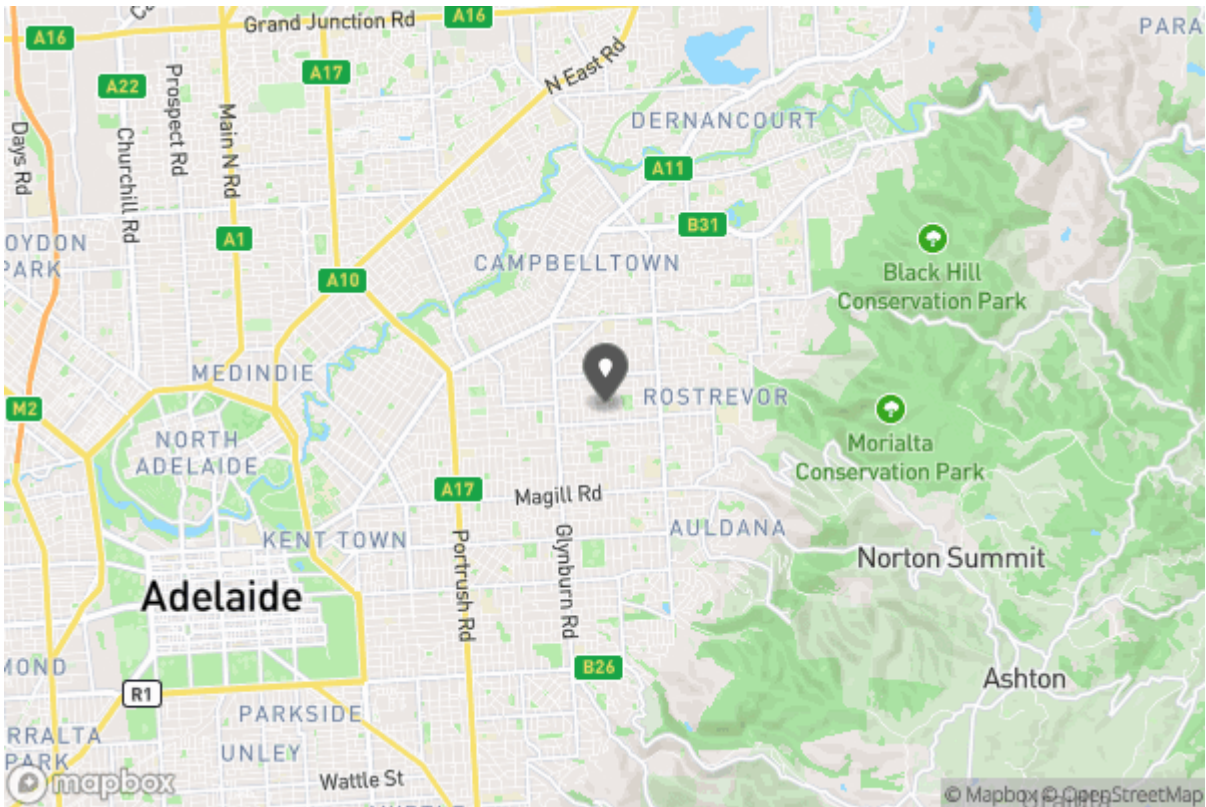 A16
Grand Junction Rd
PARA
A16
A22
A17
N East Rd
Prospect Rd
Main N Rd
Days Rd
Churchill Rd
DERNANCOURT
A11
B31
A1
OYDON
PARK
CAMPBELLTOWN
A10
Black Hill
Conservation Park
MEDINDIE
ROSTREVOR
M2
NORTH
ADELAIDE
Morialta
Conservation Park
A17
Magill Rd
KENT TOWN
AULDANA
Portrush Rd
Glynburn Rd
Norton Summit
Adelaide
MOND
B26
Ashton
R1
PARKSIDE
RRALTA
PARK
UNLEY
Wattle St
mapbox
© Mapbox © OpenStreetMap